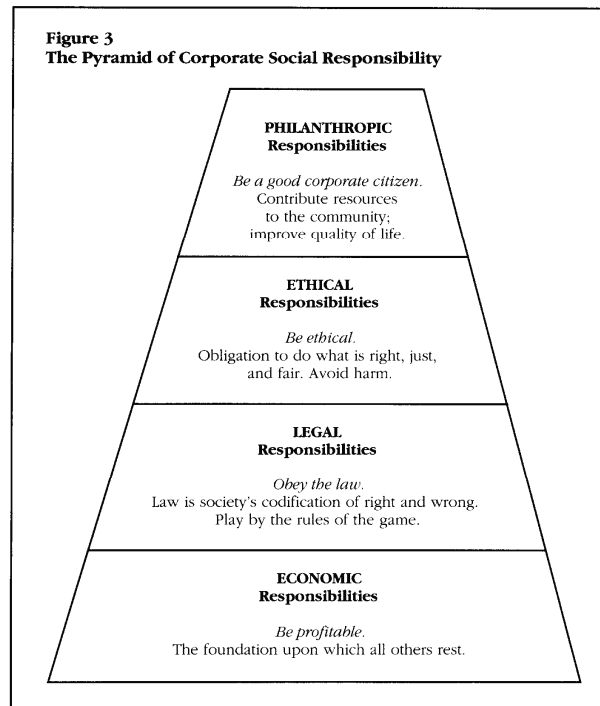 Figure 3
The Pyramid of Corporate Social Responsibility
PHILANTHROPIC
Responsibilities
Be a good corporate citizen.
Contribute resources
to the community;
improve quality of life.
ETHICAL
Responsibilities
Be ethical.
Obligation to do what is right, just,
and fair. Avoid harm.
LEGAL
Responsibilities
Obey the law.
Law is society's codification of right and wrong.
Play by the rules of the game.
ECONOMIC
Responsibilities
Be profitable.
The foundation upon which all others rest.